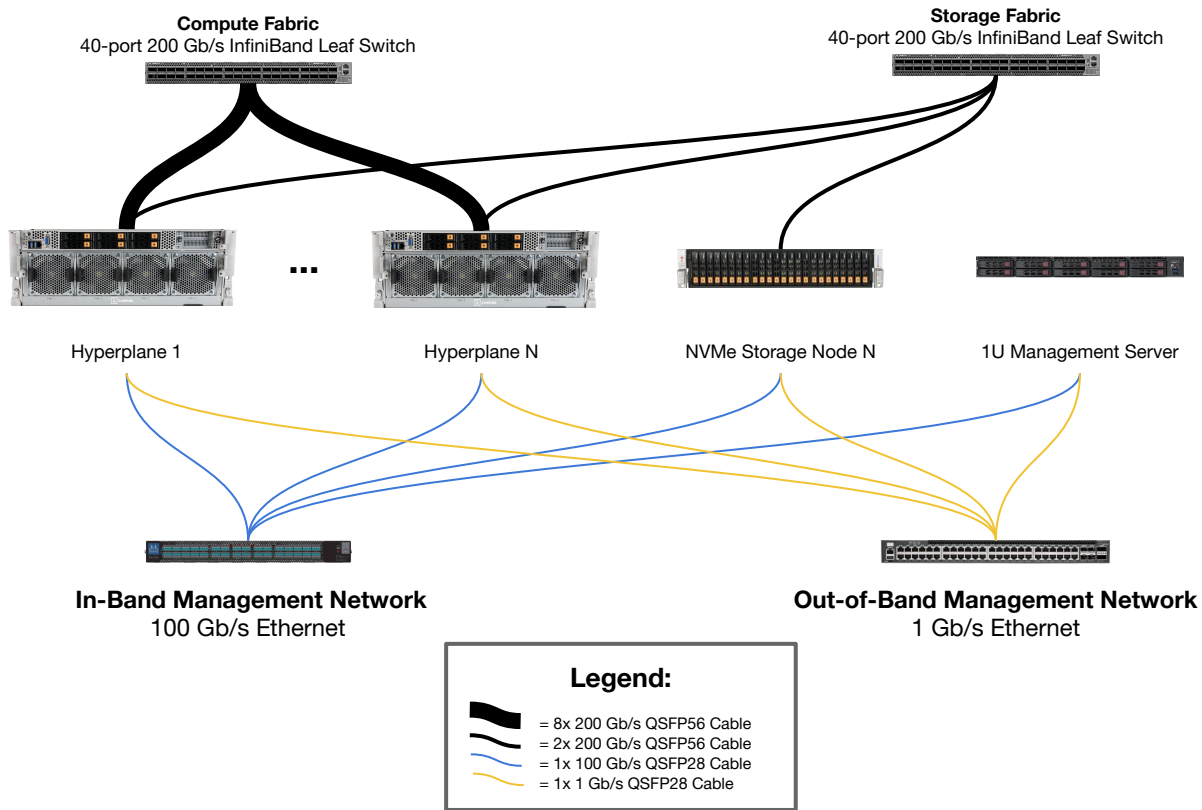 Compute Fabric
40-port 200 Gb/s InfiniBand Leaf Switch
Storage Fabric
40-port 200 Gb/s InfiniBand Leaf Switch
...
Hyperplane 1
Hyperplane N
NVMe Storage Node N
1U Management Server
In-Band Management Network
100 Gb/s Ethernet
Out-of-Band Management Network
1 Gb/s Ethernet
Legend:
= 8x 200 Gb/s QSFP56 Cable
= 2x 200 Gb/s QSFP56 Cable
= 1x 100 Gb/s QSFP28 Cable
= 1x 1 Gb/s QSFP28 Cable